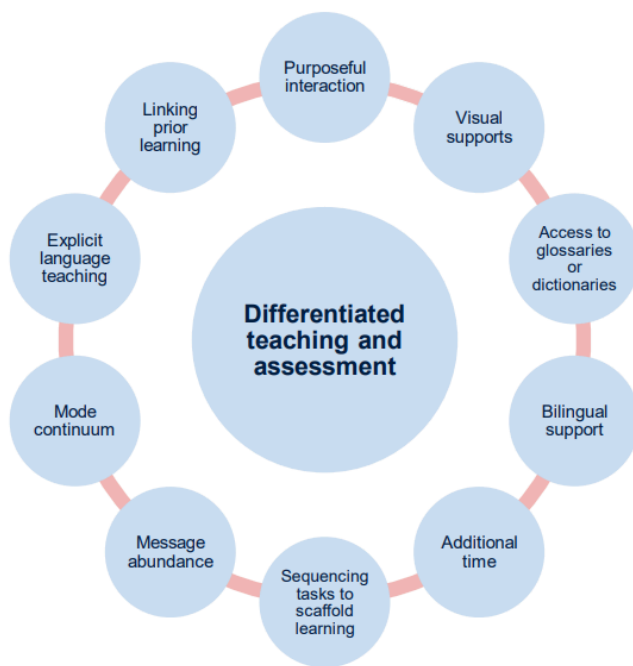 Purposeful
interaction
Visual
supports
Access to
glossaries
or
dictionaries
Bilingual
support
Additional
time
Sequencing
tasks to
scaffold
learning
Message
abundance
Mode
continuum
Explicit
language
teaching
Linking
prior
learning
Differentiated
teaching and
assessment